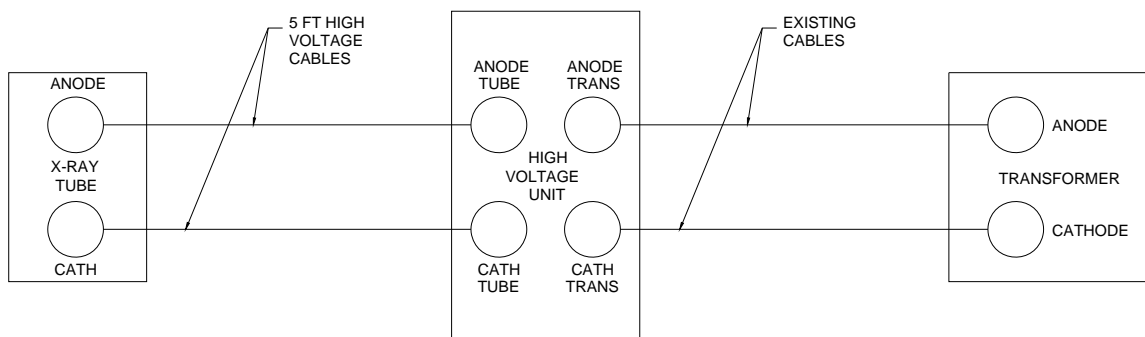 5 FT HIGH
VOLTAGE
CABLES
EXISTING
CABLES
ANODE
X-RAY
TUBE
CATH
ANODE
TUBE
ANODE
TRANS
HIGH
VOLTAGE
UNIT
CATH
TUBE
CATH
TRANS
ANODE
TRANSFORMER
CATHODE